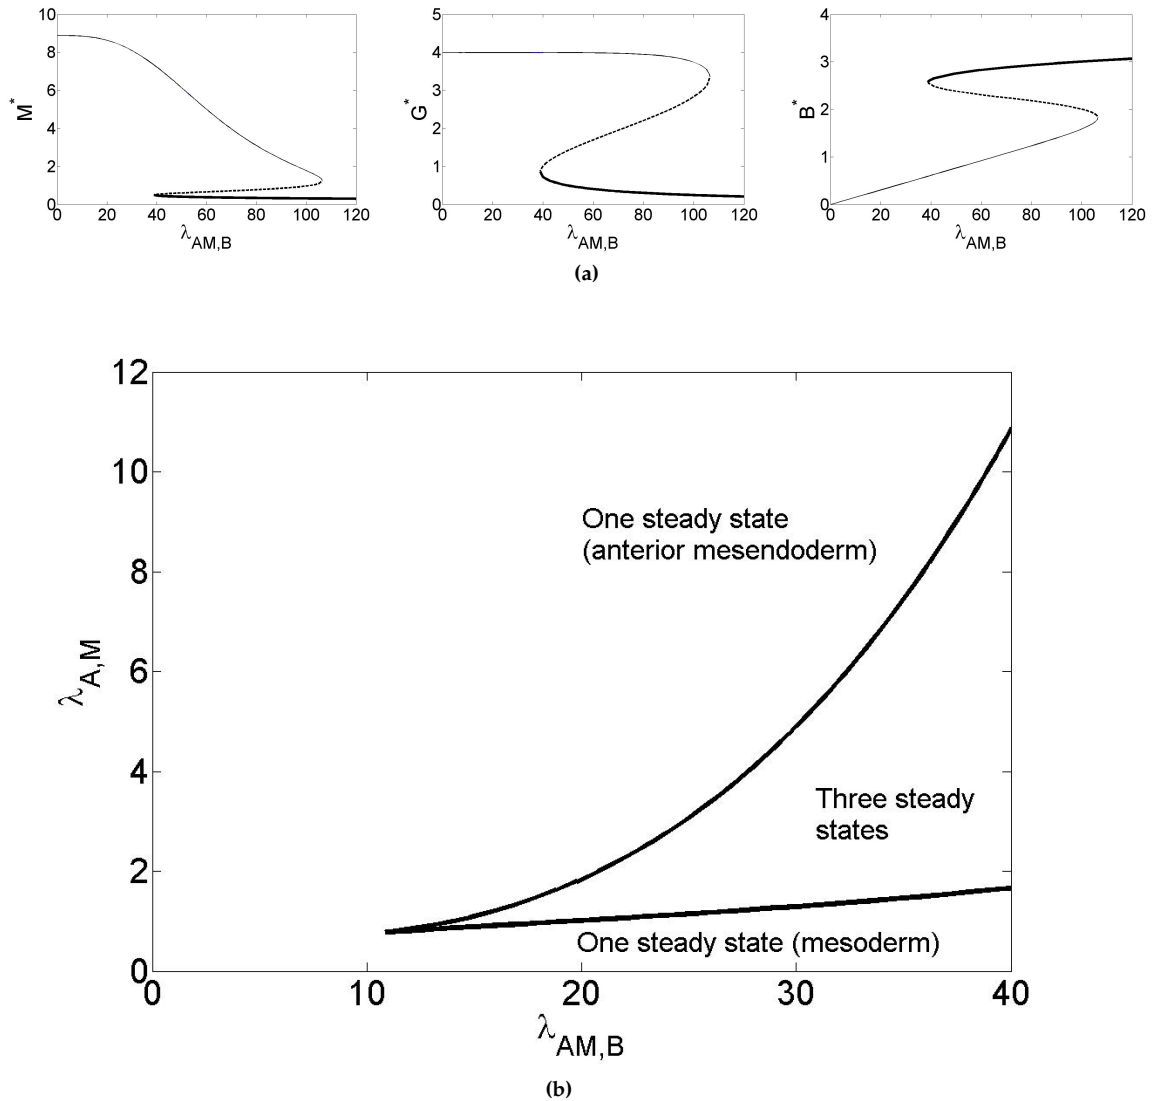 10
8
6
4
2
0
M*
0 20 40 60 80 100 120
λAM,B
5
4
3
2
1
0
G*
0 20 40 60 80 100 120
λAM,B
4
3
2
1
0
B*
0 20 40 60 80 100 120
λAM,B
(a)
12
10
8
6
4
2
0
λA,M
One steady state
(anterior mesendoderm)
Three steady
states
One steady state (mesoderm)
0 10 20 30 40
λAM,B
(b)